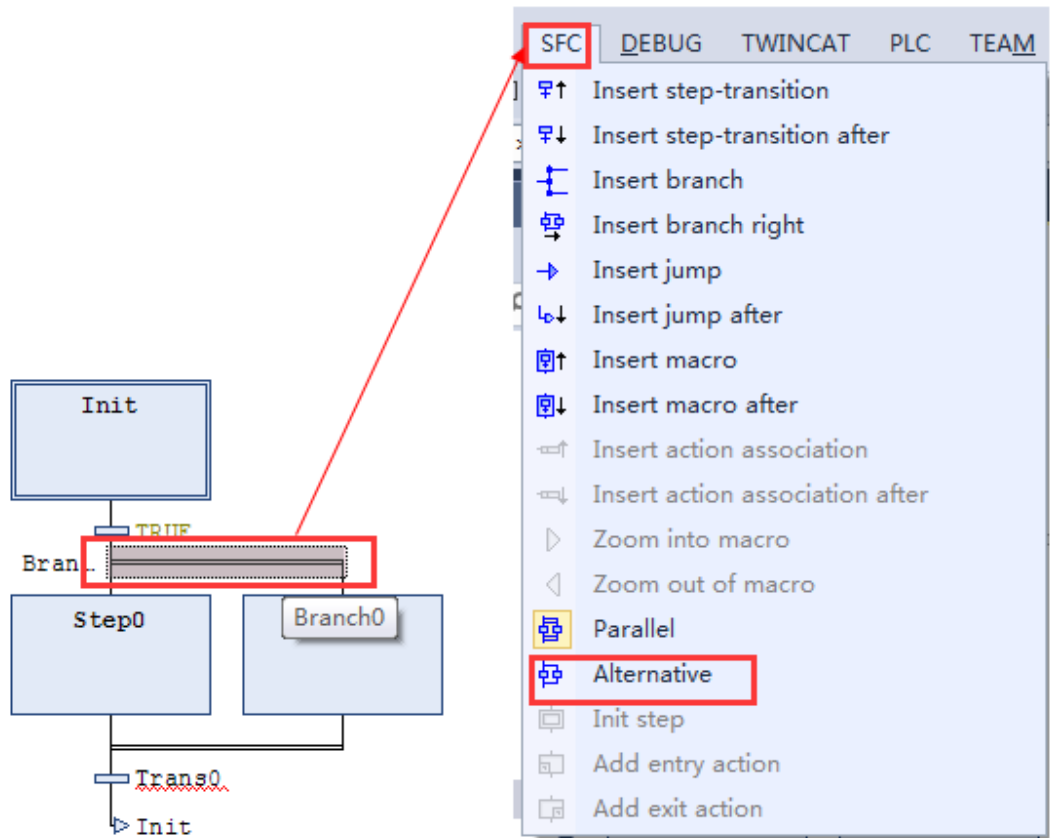 SFC DEBUG TWINCAT PLC TEAM
Insert step-transition
Insert step-transition after
Insert branch
Insert branch right
Insert jump
Insert jump after
Insert macro
Insert macro after
Insert action association
Insert action association after
Zoom into macro
Zoom out of macro
Parallel
Alternative
Init step
Add entry action
Add exit action
Init
TRUE
Bran..
Step0
Branch0
Trans0
Init